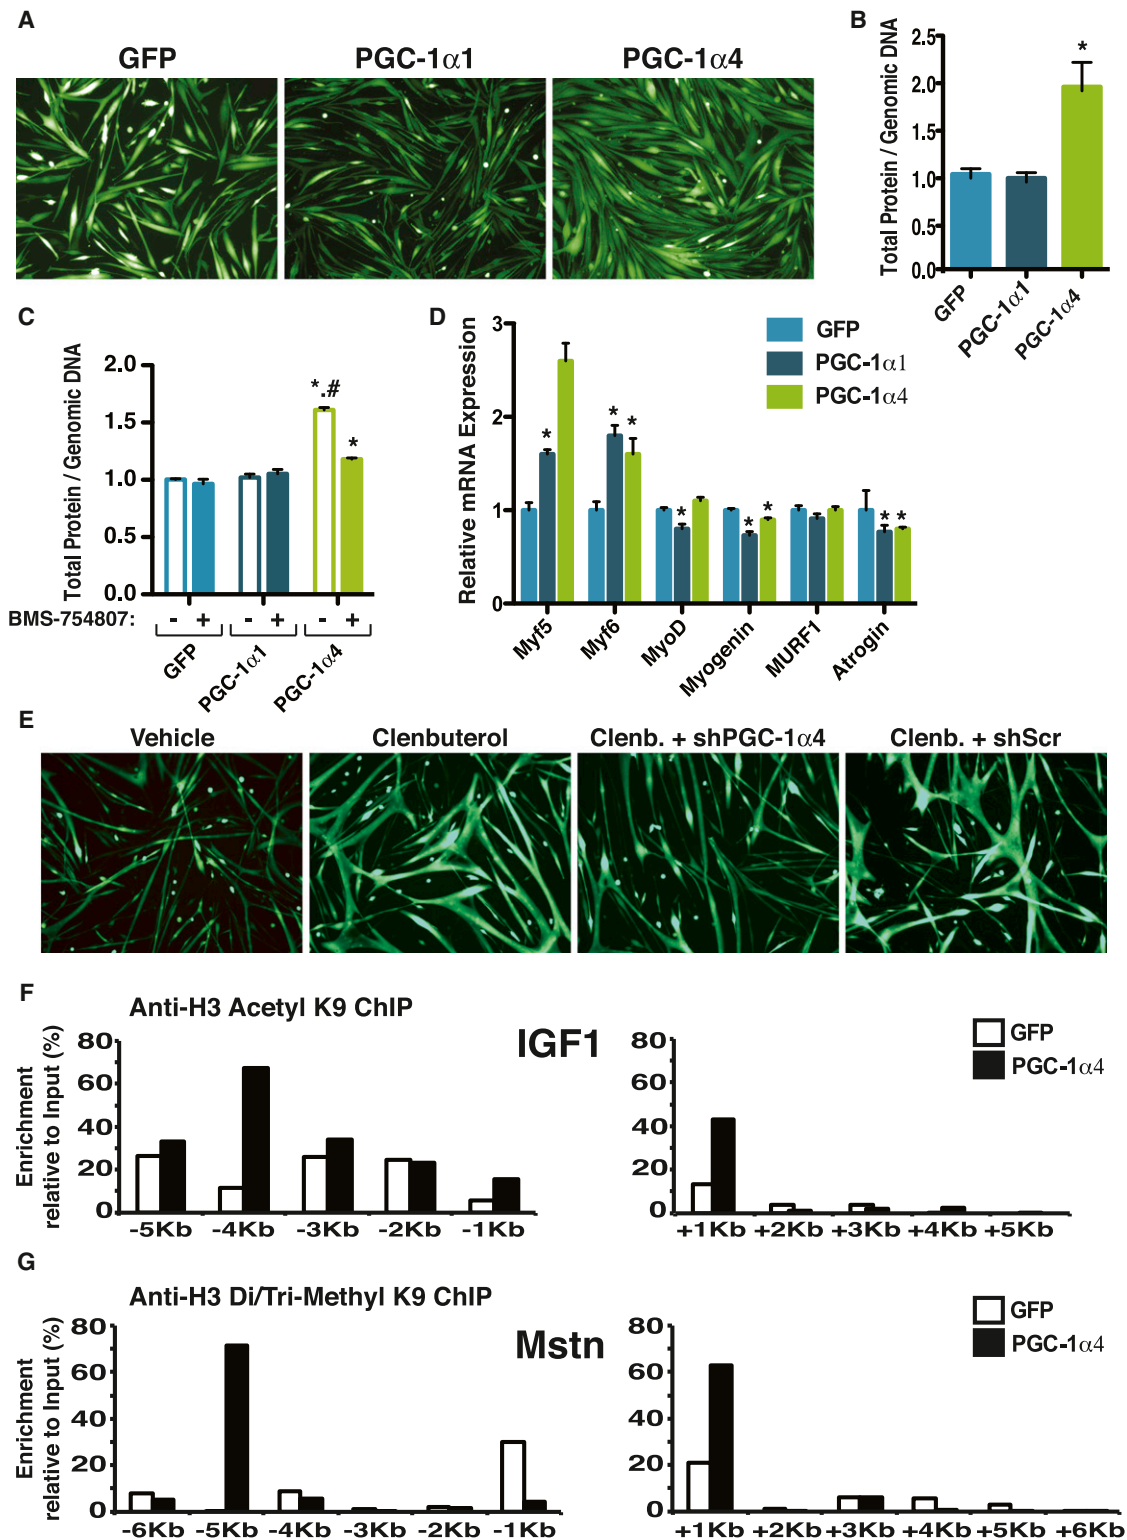 A
GFP
PGC-1α1
PGC-1α4
B
Total Protein / Genomic DNA
2.5
2.0
1.5
1.0
0.5
0.0
*
GFP
PGC-1α1
PGC-1α4
C
Total Protein / Genomic DNA
2.0
1.5
1.0
0.5
0.0
*,#
*
BMS-754807: - + - + - +
GFP
PGC-1α1
PGC-1α4
D
Relative mRNA Expression
3
2
1
0
* * * * * * * *
GFP
PGC-1α1
PGC-1α4
Myf5
Myf6
MyoD
Myogenin
MURF1
Atrogin
E
Vehicle
Clenbuterol
Clenb. + shPGC-1α4
Clenb. + shScr
F
Anti-H3 Acetyl K9 ChIP
IGF1
Enrichment
relative to Input (%)
80
60
40
20
0
-5Kb -4Kb -3Kb -2Kb -1Kb
80
60
40
20
0
+1Kb +2Kb +3Kb +4Kb +5Kb
GFP
PGC-1α4
G
Anti-H3 Di/Tri-Methyl K9 ChIP
Mstn
Enrichment
relative to Input (%)
80
60
40
20
0
-6Kb -5Kb -4Kb -3Kb -2Kb -1Kb
80
60
40
20
0
+1Kb +2Kb +3Kb +4Kb +5Kb +6Kb
GFP
PGC-1α4